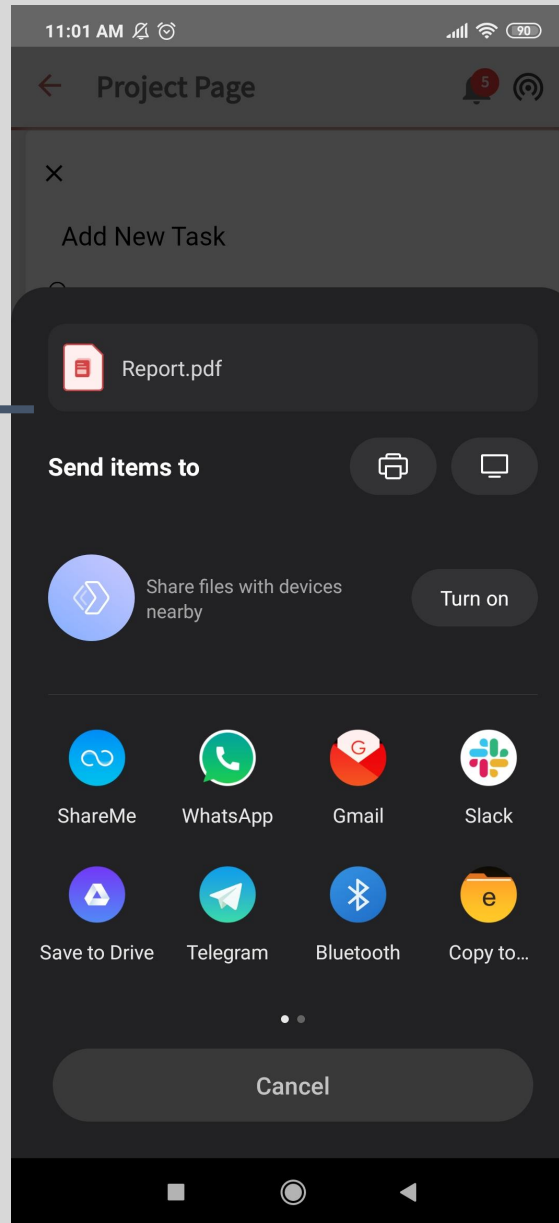 11:01 AM 90
Project Page 5
Add New Task
Report.pdf
Send items to
Share files with devices
nearby
Turn on
G
e
ShareMe WhatsApp Gmail Slack
Save to Drive Telegram Bluetooth Copy to...
Cancel